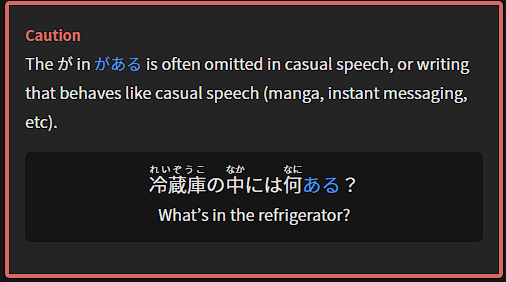 Caution
The が in がある is often omitted in casual speech, or writing
that behaves like casual speech (manga, instant messaging,
etc).
れいぞうこ なか なに
冷蔵庫の中には何ある？
What’s in the refrigerator?